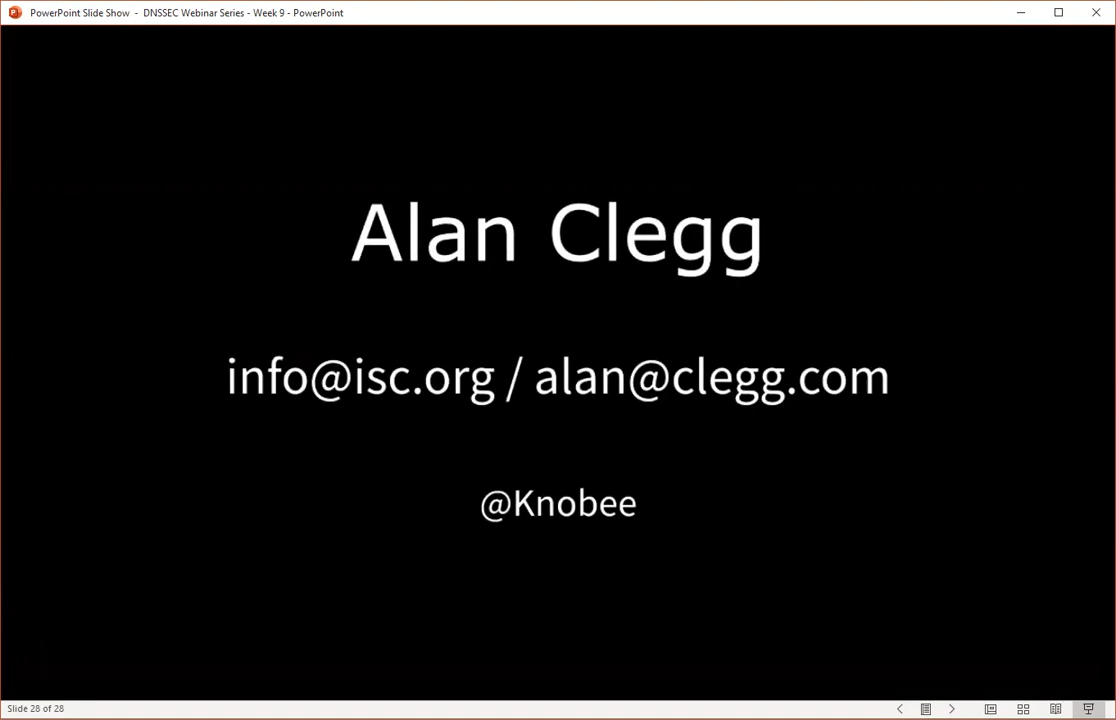 PowerPoint Slide Show - DNSSEC Webinar Series - Week 9 - PowerPoint
Alan Clegg
info@isc.org / alan@clegg.com
@Knobee
Slide 28 of 28